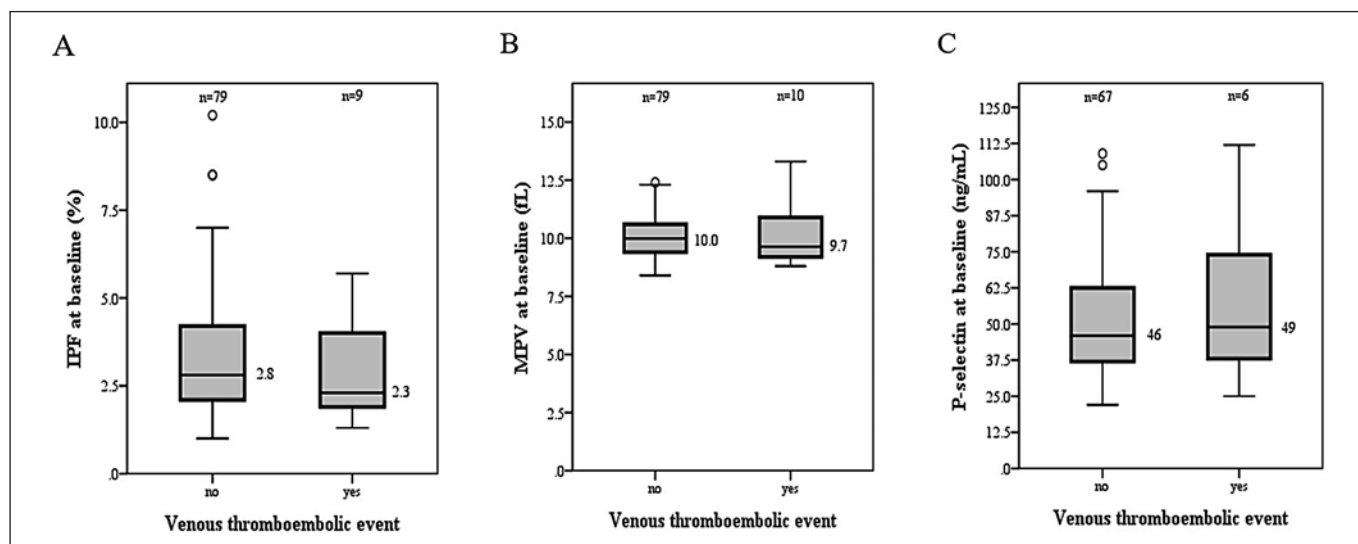 A
n=79
n=9
10.0
7.5
5.0
2.5
.0
IPF at baseline (%)
2.8
2.3
no
yes
Venous thromboembolic event
B
n=79
n=10
15.0
12.5
10.0
7.5
5.0
2.5
.0
MPV at baseline (fL)
10.0
9.7
no
yes
Venous thromboembolic event
C
n=67
n=6
125.0
112.5
100.0
87.5
75.0
62.5
50.0
37.5
25.0
12.5
.0
P-selectin at baseline (ng/mL)
46
49
no
yes
Venous thromboembolic event